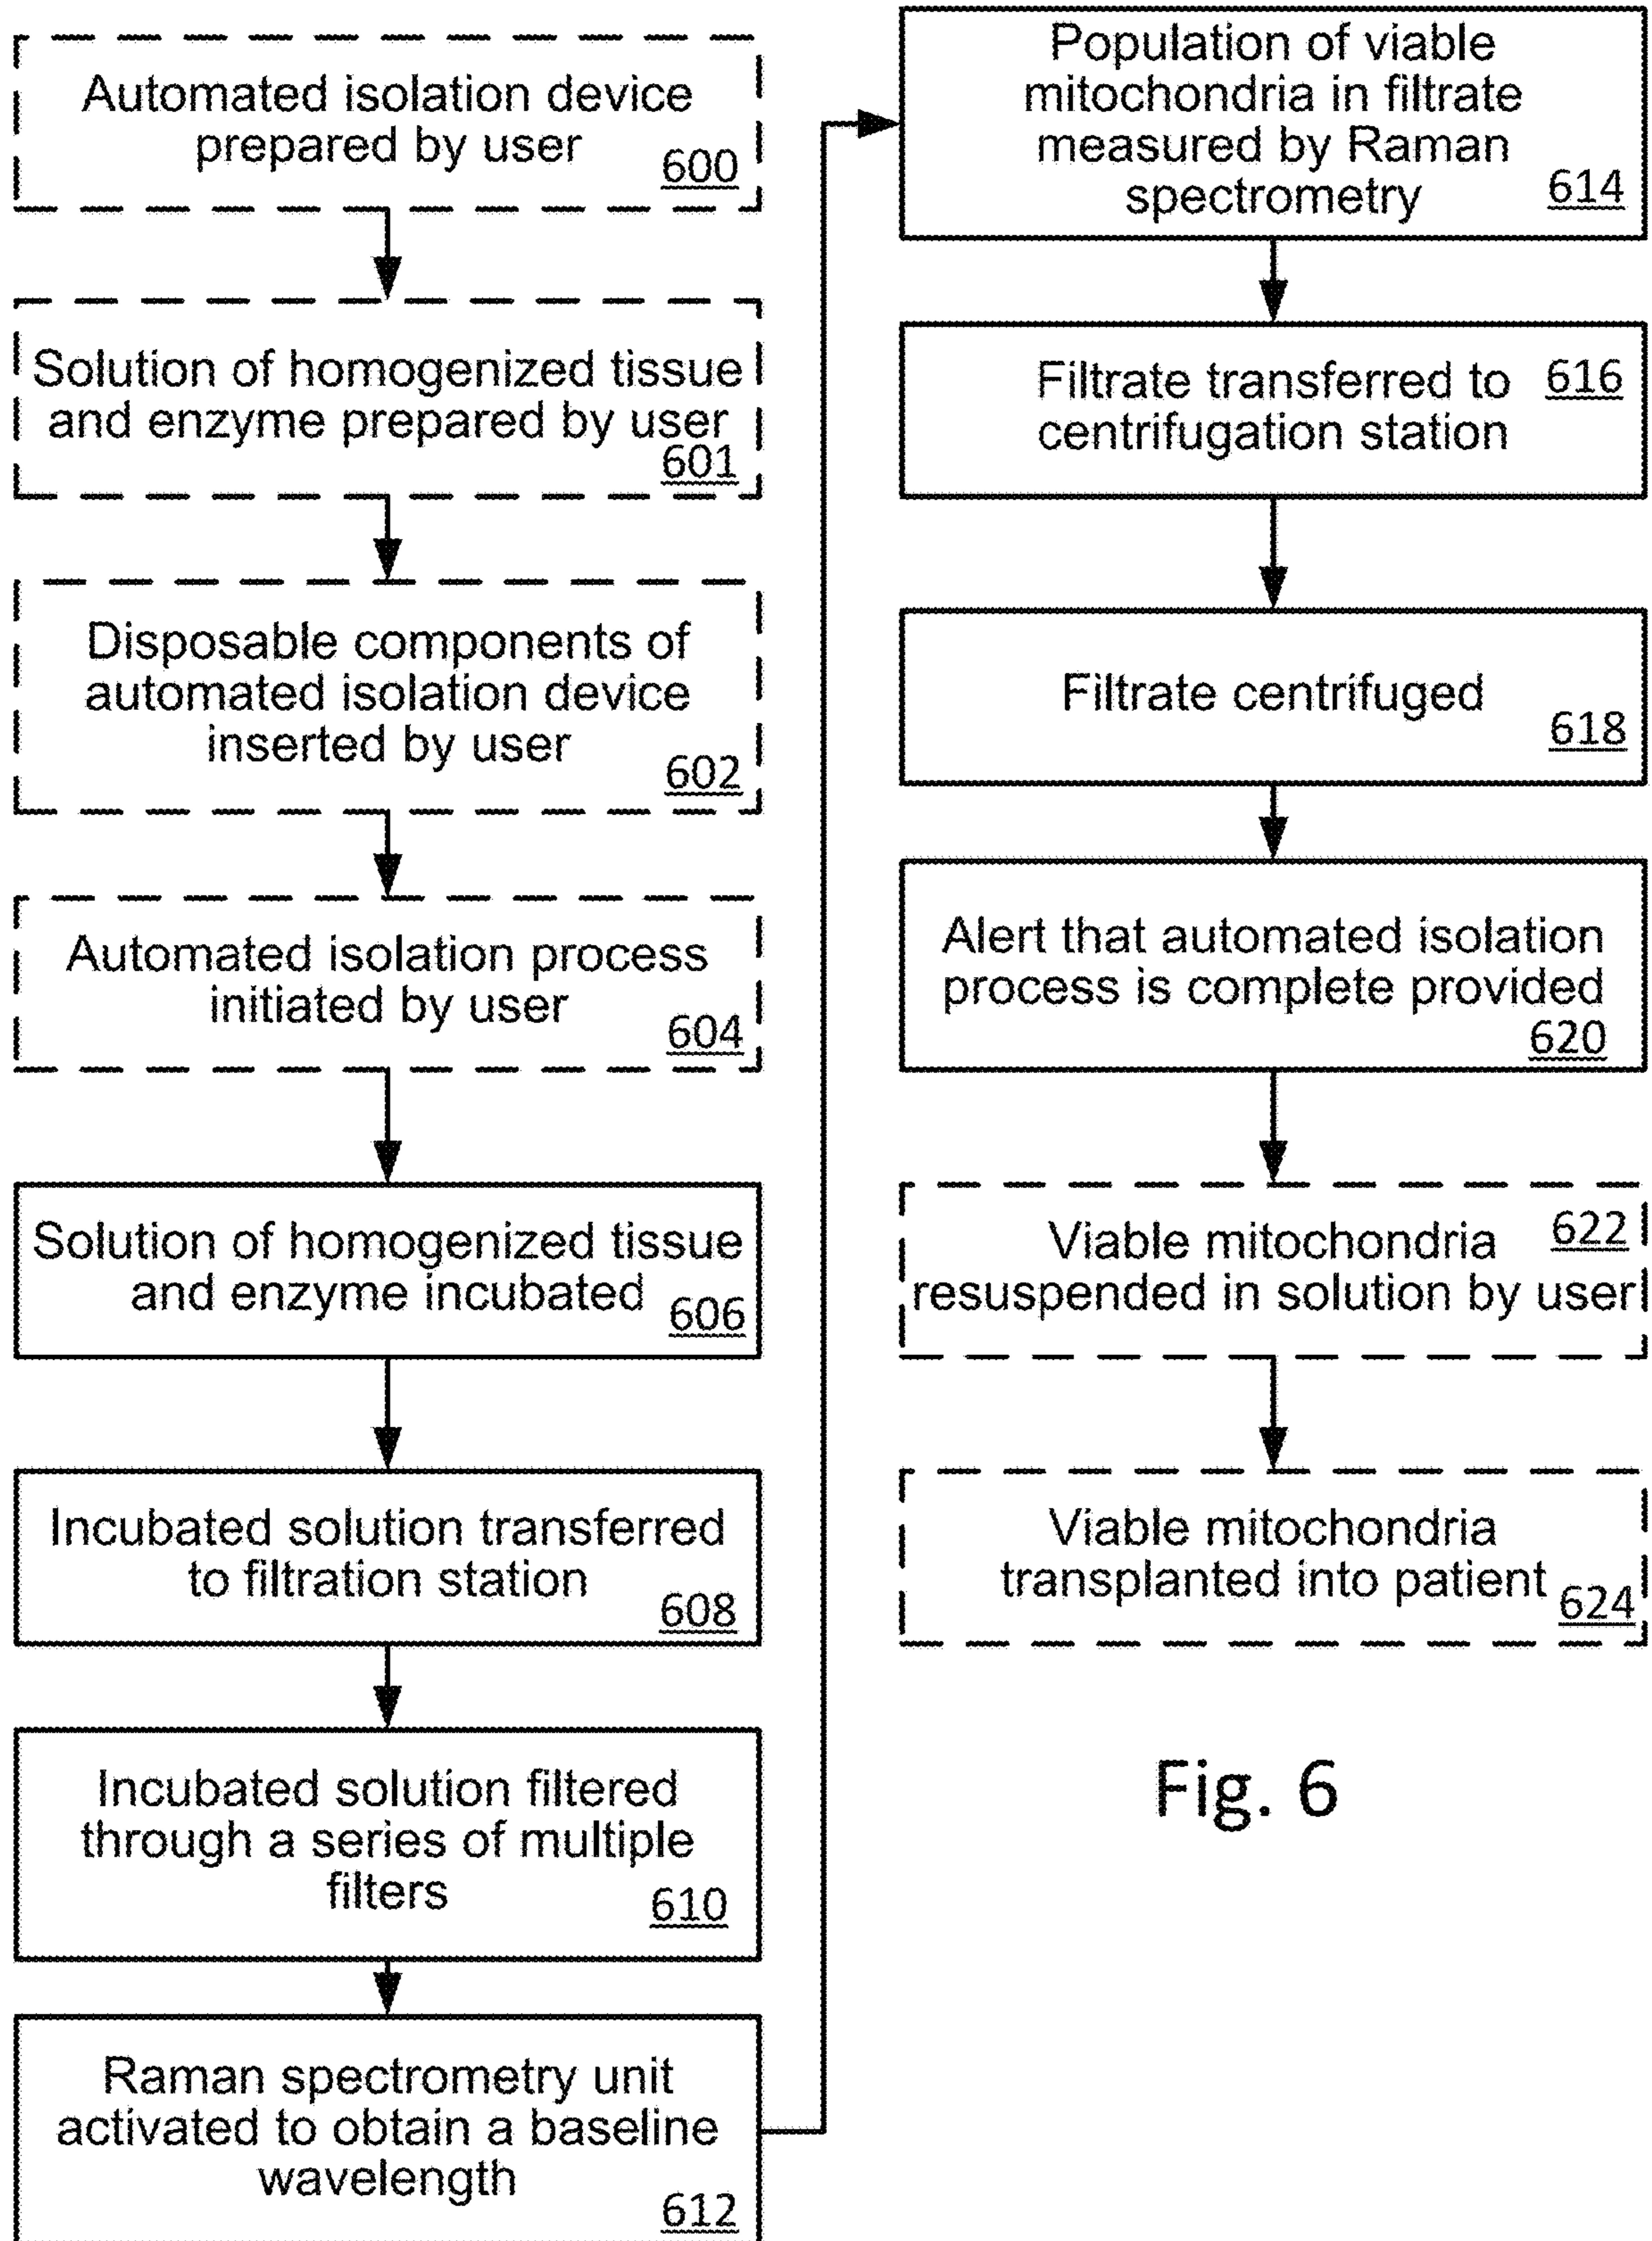 Automated isolation device
prepared by user
600
Solution of homogenized tissue
and enzyme prepared by user
601
Disposable components of
automated isolation device
inserted by user
602
Automated isolation process
initiated by user
604
Solution of homogenized tissue
and enzyme incubated
606
Incubated solution transferred
to filtration station
608
Incubated solution filtered
through a series of multiple
filters
610
Raman spectrometry unit
activated to obtain a baseline
wavelength
612
Population of viable
mitochondria in filtrate
measured by Raman
spectrometry
614
Filtrate transferred to
616
centrifugation station
Filtrate centrifuged
618
Alert that automated isolation
process is complete provided
620
Viable mitochondria
622
resuspended in solution by user
Viable mitochondria
transplanted into patient
624
Fig. 6